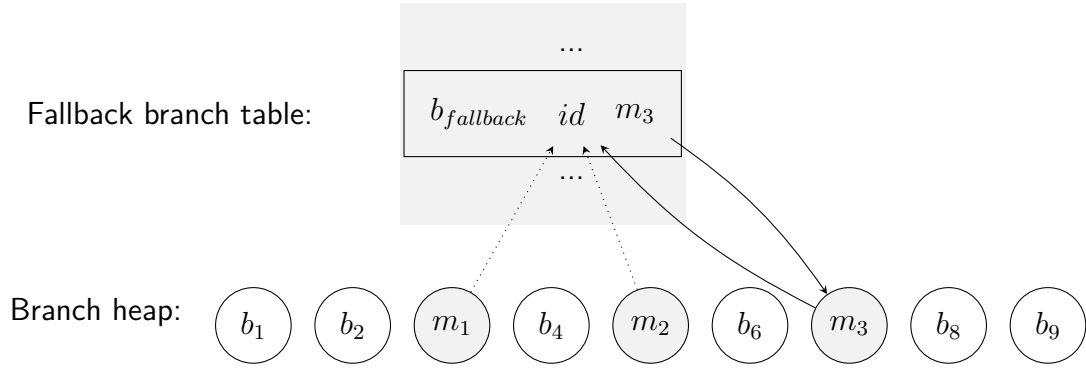 ...
Fallback branch table: b_fallback id m_3
...
Branch heap: b_1 b_2 m_1 b_4 m_2 b_6 m_3 b_8 b_9